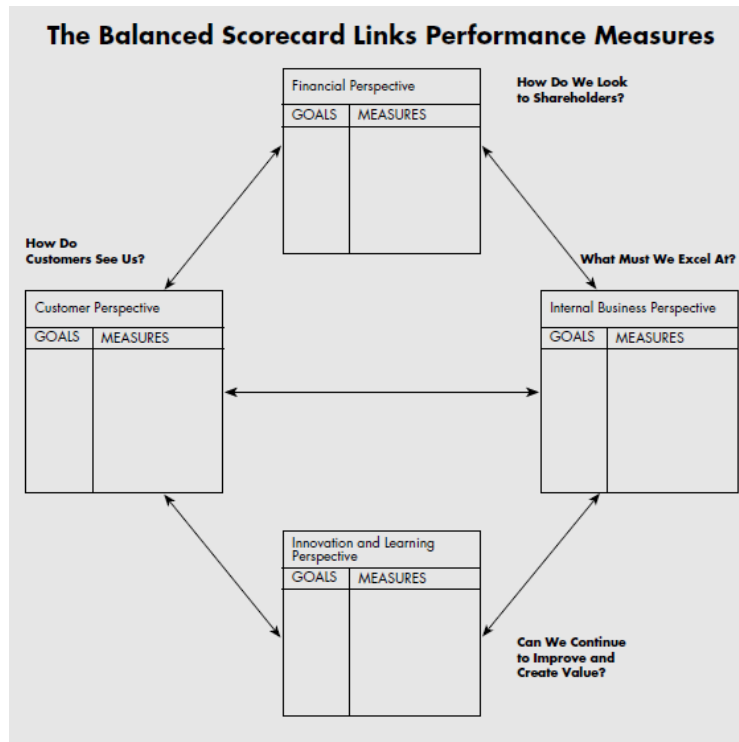 The Balanced Scorecard Links Performance Measures
Financial Perspective
GOALS MEASURES
How Do We Look
to Shareholders?
How Do
Customers See Us?
Customer Perspective
GOALS MEASURES
What Must We Excel At?
Internal Business Perspective
GOALS MEASURES
Innovation and Learning
Perspective
GOALS MEASURES
Can We Continue
to Improve and
Create Value?